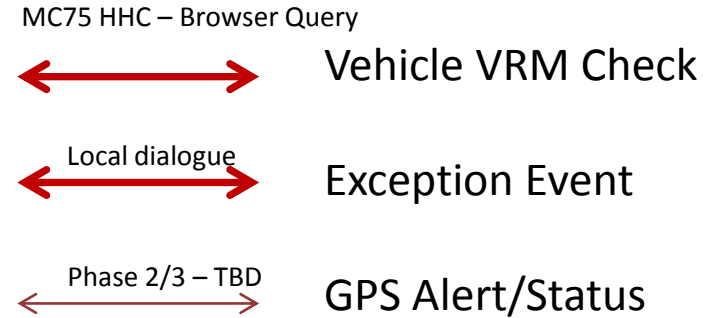 MC75 HHC – Browser Query
Vehicle VRM Check
Local dialogue
Exception Event
Phase 2/3 – TBD
GPS Alert/Status